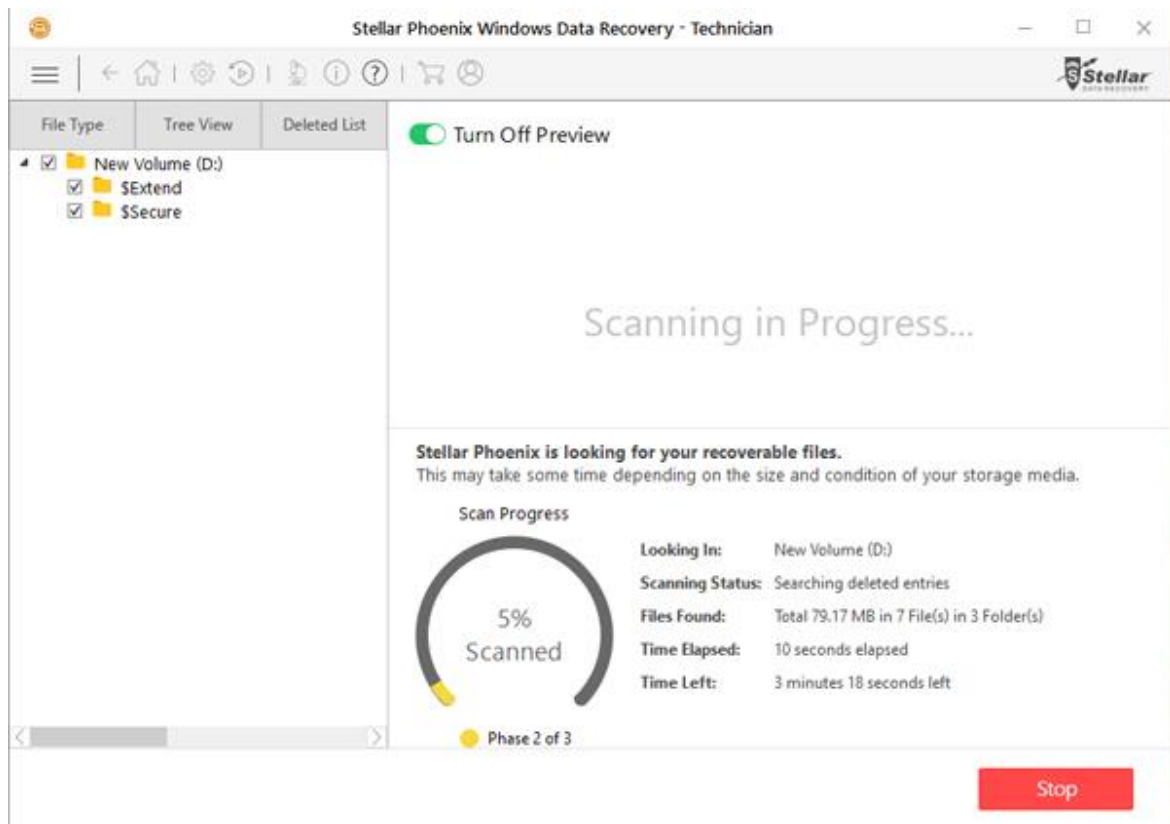 Stellar Phoenix Windows Data Recovery - Technician
Stellar
DATA RECOVERY
File Type Tree View Deleted List
Turn Off Preview
New Volume (D:)
$Extend
$Secure
Scanning in Progress...
Stellar Phoenix is looking for your recoverable files.
This may take some time depending on the size and condition of your storage media.
Scan Progress
5%
Scanned
Phase 2 of 3
Looking In: New Volume (D:)
Scanning Status: Searching deleted entries
Files Found: Total 79.17 MB in 7 File(s) in 3 Folder(s)
Time Elapsed: 10 seconds elapsed
Time Left: 3 minutes 18 seconds left
Stop